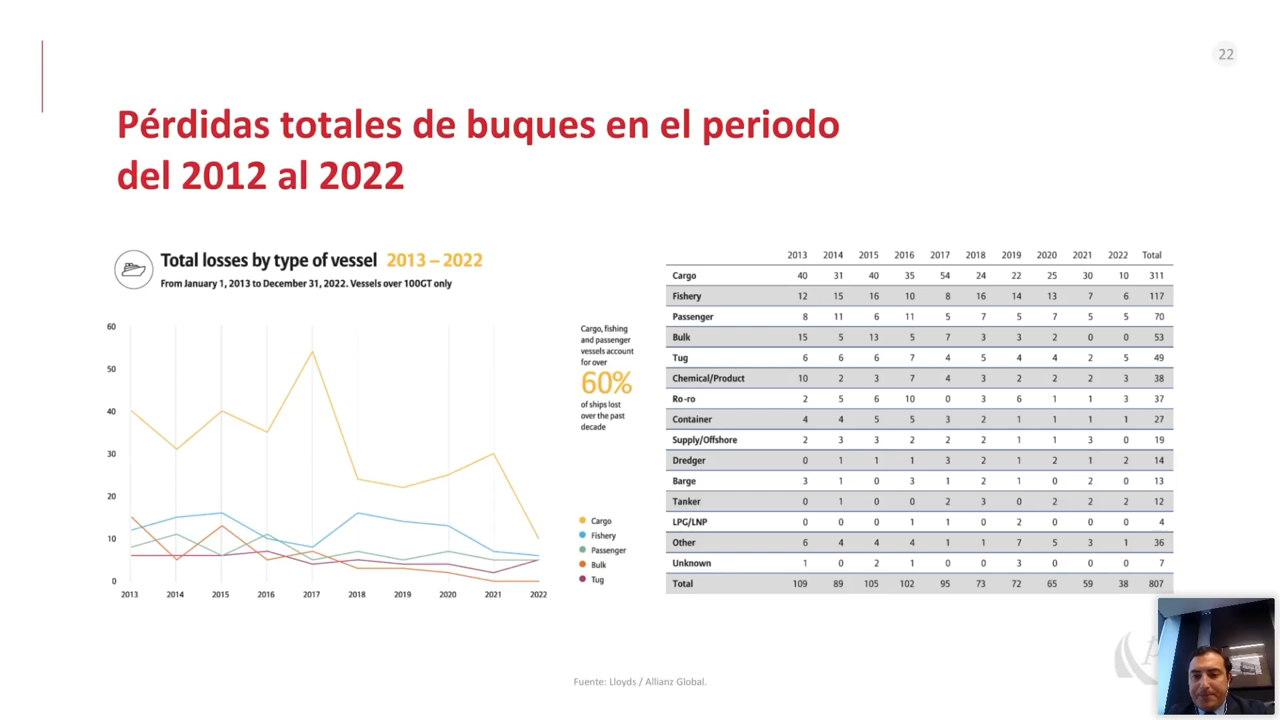 22
Pérdidas totales de buques en el periodo
del 2012 al 2022
Total losses by type of vessel 2013 – 2022
From January 1, 2013 to December 31, 2022. Vessels over 100GT only
60
50
40
30
20
10
0
2013 2014 2015 2016 2017 2018 2019 2020 2021 2022
Cargo, fishing
and passenger
vessels account
for over
60%
of ships lost
over the past
decade
Cargo
Fishery
Passenger
Bulk
Tug
2013 2014 2015 2016 2017 2018 2019 2020 2021 2022 Total
Cargo 40 31 40 35 54 24 22 25 30 10 311
Fishery 12 15 16 10 8 16 14 13 7 6 117
Passenger 8 11 6 11 5 7 5 7 5 5 70
Bulk 15 5 13 5 7 3 3 2 0 0 53
Tug 6 6 6 7 4 5 4 4 2 5 49
Chemical/Product 10 2 3 7 4 3 2 2 2 3 38
Ro-ro 2 5 6 10 0 3 6 1 1 3 37
Container 4 4 5 5 3 2 1 1 1 1 27
Supply/Offshore 2 3 3 2 2 2 1 1 3 0 19
Dredger 0 1 1 1 3 2 1 2 1 2 14
Barge 3 1 0 3 1 2 1 0 2 0 13
Tanker 0 1 0 0 2 3 0 2 2 2 12
LPG/LNP 0 0 0 1 1 0 2 0 0 0 4
Other 6 4 4 4 1 1 7 5 3 1 36
Unknown 1 0 2 1 0 0 3 0 0 0 7
Total 109 89 105 102 95 73 72 65 59 38 807
Fuente: Lloyds / Allianz Global.